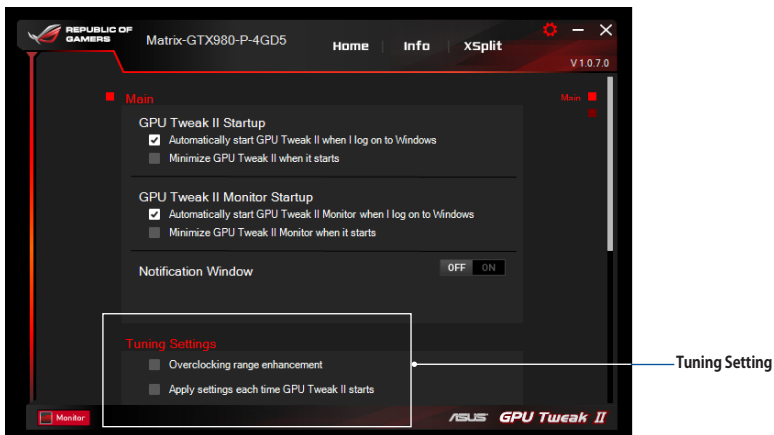 REPUBLIC OF
GAMERS
Matrix-GTX980-P-4GD5
Home
Info
XSplit
V 1.0.7.0
Main
Main
GPU Tweak II Startup
Automatically start GPU Tweak II when I log on to Windows
Minimize GPU Tweak II when it starts
GPU Tweak II Monitor Startup
Automatically start GPU Tweak II Monitor when I log on to Windows
Minimize GPU Tweak II Monitor when it starts
Notification Window
OFF ON
Tuning Settings
Overclocking range enhancement
Apply settings each time GPU Tweak II starts
Tuning Setting
Monitor
ASUS GPU Tweak II